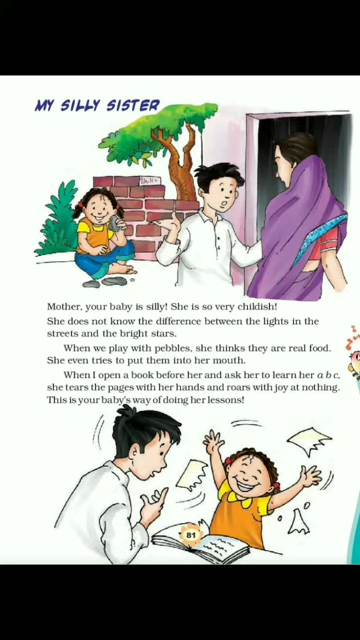 MY SILLY SISTER
Mother, your baby is silly! She is so very childish!
She does not know the difference between the lights in the
streets and the bright stars.
When we play with pebbles, she thinks they are real food.
She even tries to put them into her mouth.
When I open a book before her and ask her to learn her a b c,
she tears the pages with her hands and roars with joy at nothing.
This is your baby's way of doing her lessons!
81